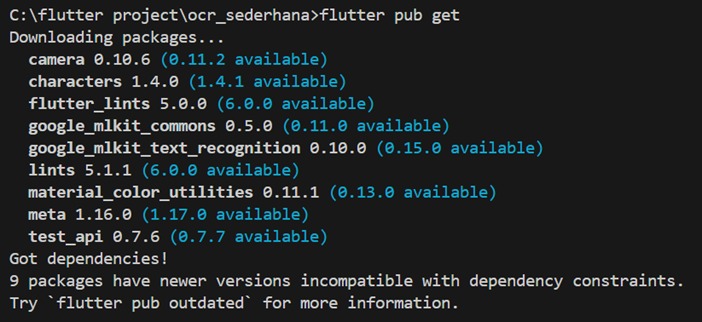 C:\flutter project\ocr_sederhana>flutter pub get
Downloading packages...
  camera 0.10.6 (0.11.2 available)
  characters 1.4.0 (1.4.1 available)
  flutter_lints 5.0.0 (6.0.0 available)
  google_mlkit_commons 0.5.0 (0.11.0 available)
  google_mlkit_text_recognition 0.10.0 (0.15.0 available)
  lints 5.1.1 (6.0.0 available)
  material_color_utilities 0.11.1 (0.13.0 available)
  meta 1.16.0 (1.17.0 available)
  test_api 0.7.6 (0.7.7 available)
Got dependencies!
9 packages have newer versions incompatible with dependency constraints.
Try `flutter pub outdated` for more information.